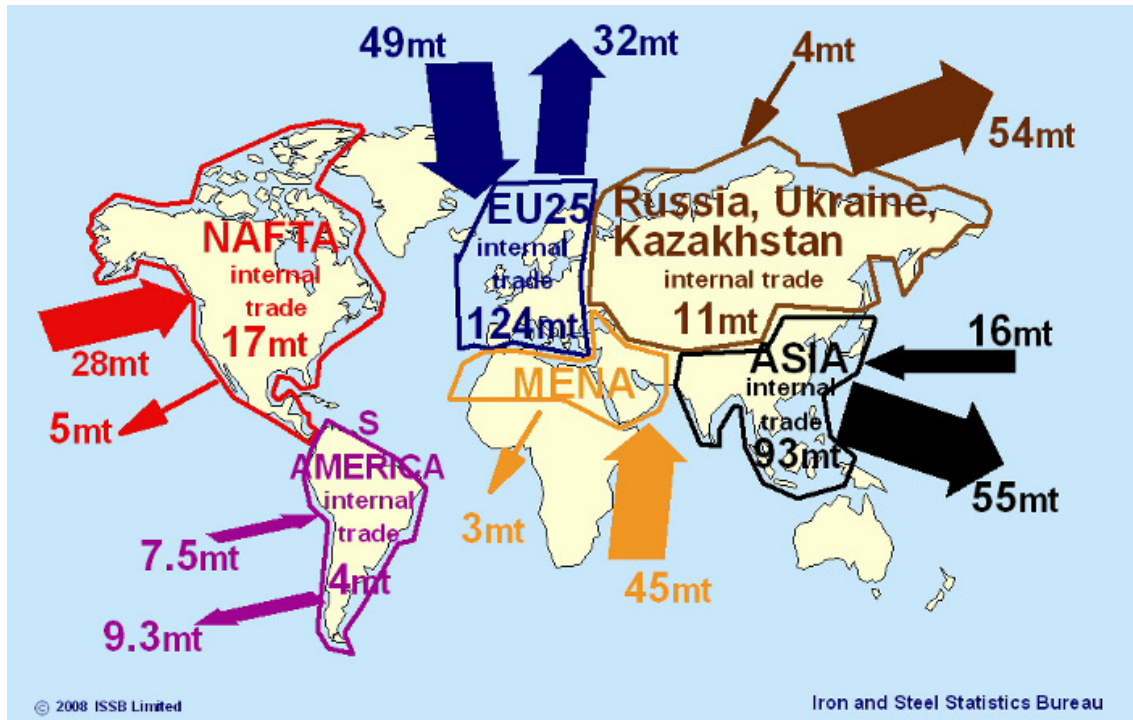 49mt
32mt
4mt
54mt
EU25
internal
trade
124mt
Russia, Ukraine,
Kazakhstan
internal trade
11mt
NAFTA
internal
trade
17mt
28mt
5mt
ASIA
internal
trade
93mt
16mt
55mt
MENA
3mt
45mt
S
AMERICA
internal
trade
4mt
7.5mt
9.3mt
© 2008 ISSB Limited
Iron and Steel Statistics Bureau